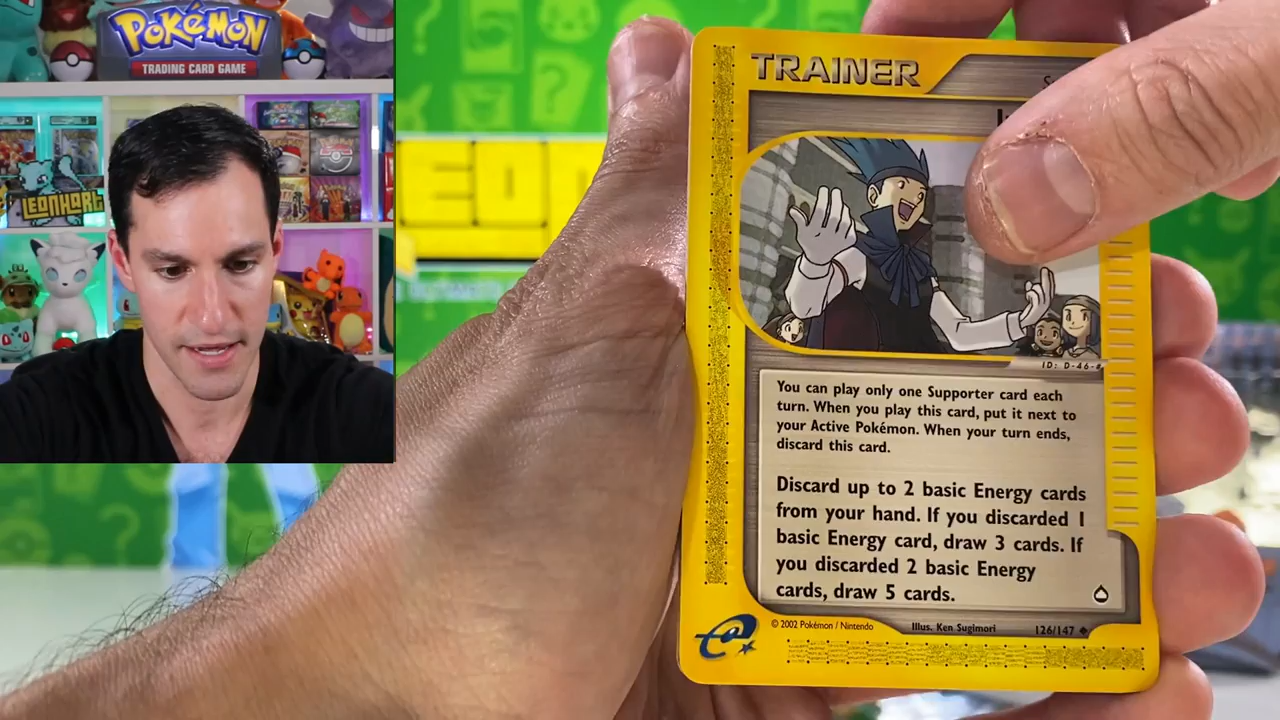 POKéMON
TRADING CARD GAME
LEONHART
TRAINER
ID: D-46-#
You can play only one Supporter card each
turn. When you play this card, put it next to
your Active Pokémon. When your turn ends,
discard this card.
Discard up to 2 basic Energy cards
from your hand. If you discarded 1
basic Energy card, draw 3 cards. If
you discarded 2 basic Energy
cards, draw 5 cards.
© 2002 Pokémon / Nintendo
Illus. Ken Sugimori
126/147